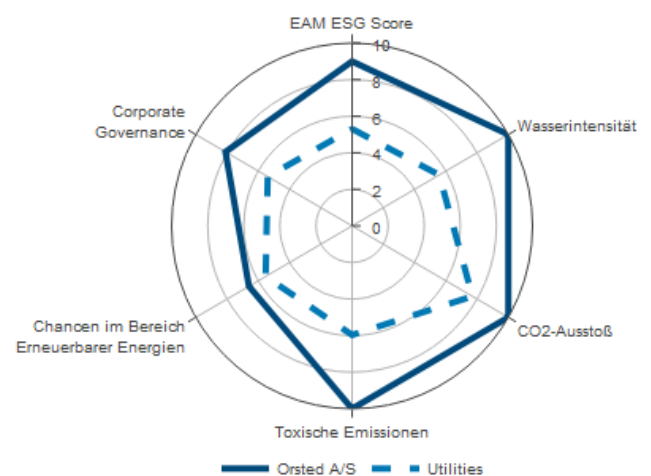 EAM ESG Score
10
8
6
4
2
0
Corporate
Governance
Wasserintensität
Chancen im Bereich
Erneuerbarer Energien
CO2-Ausstoß
Toxische Emissionen
Orsted A/S
Utilities